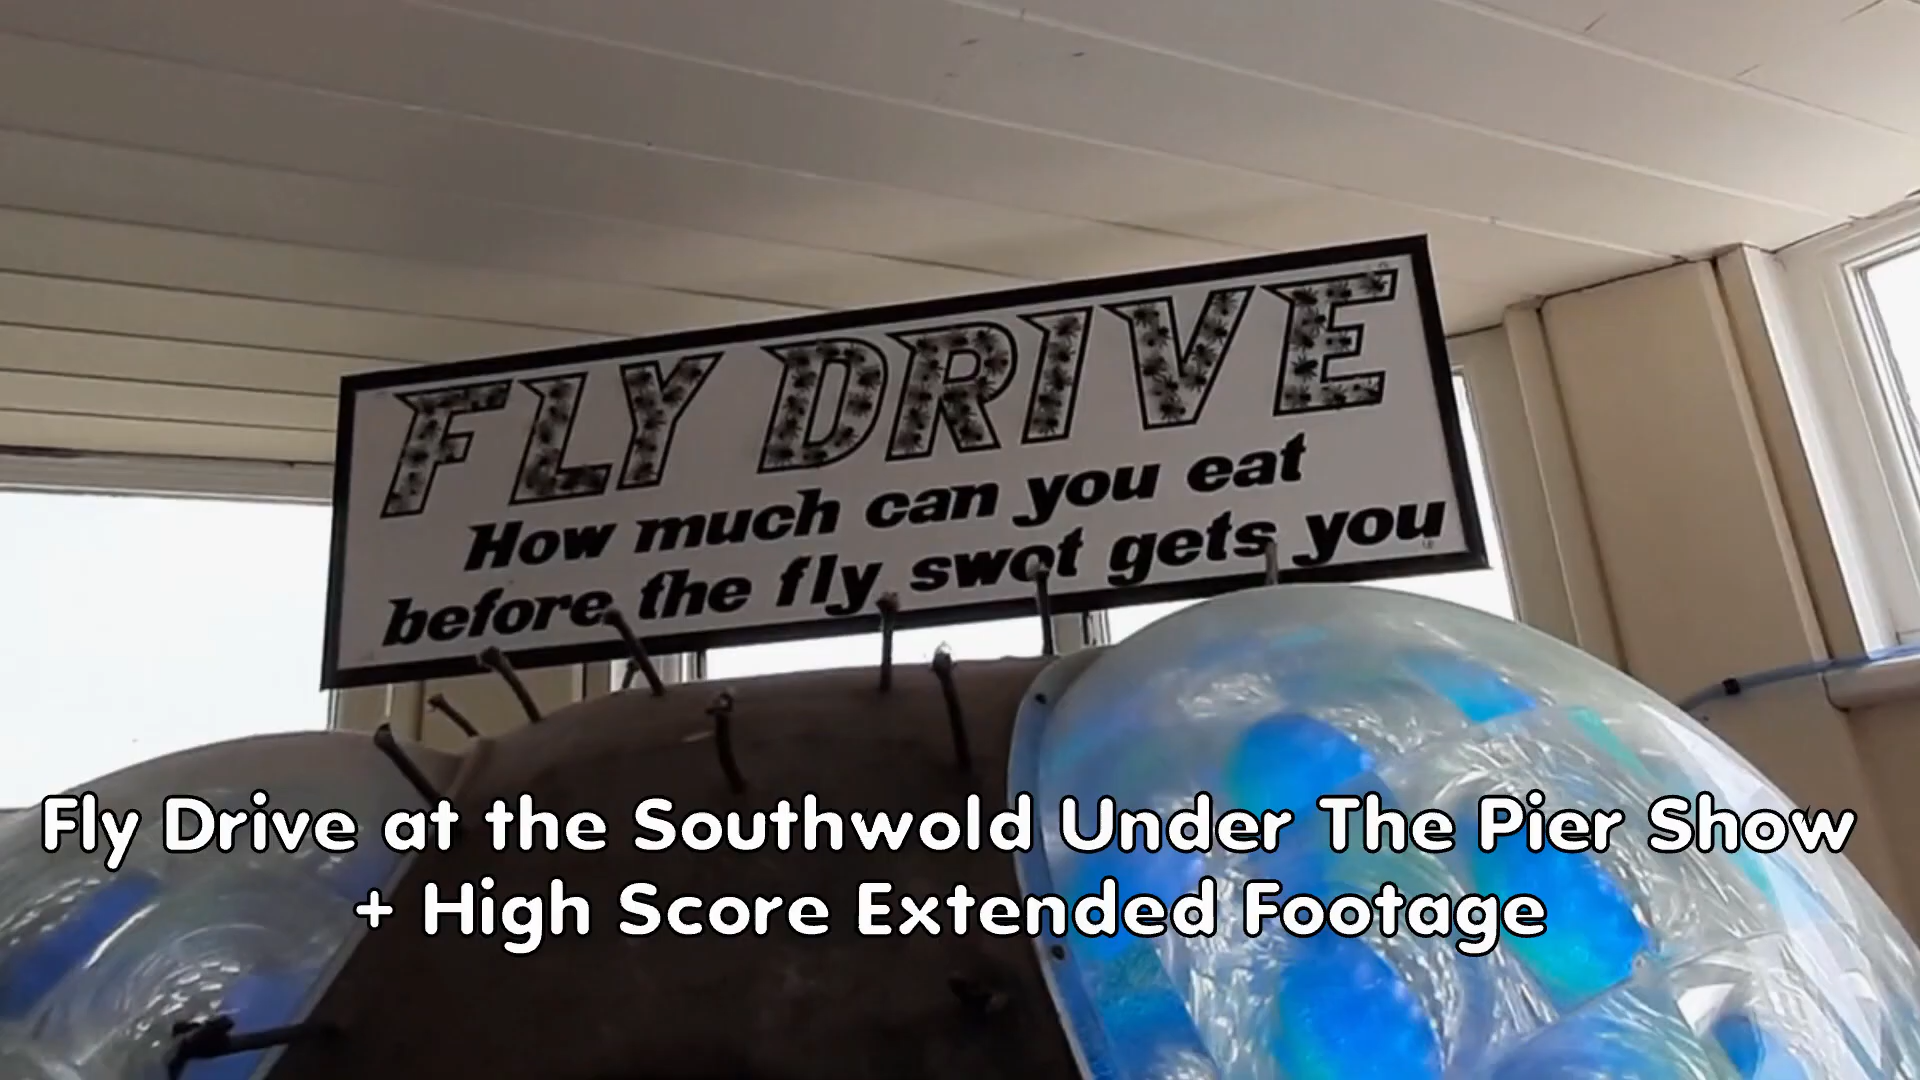 FLY DRIVE
How much can you eat
before the fly swot gets you
Fly Drive at the Southwold Under The Pier Show
+ High Score Extended Footage